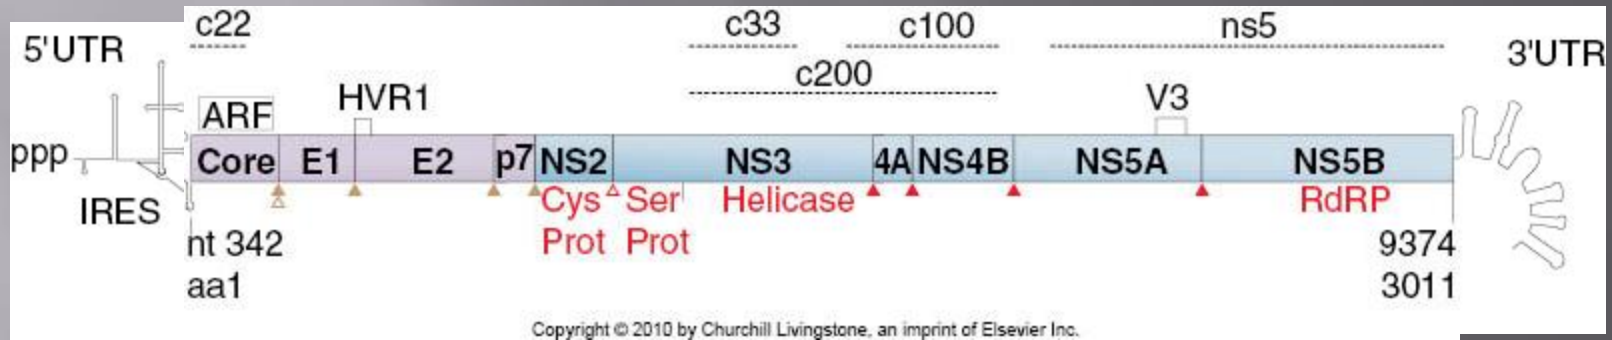 c22 c33 c100 ns5
5'UTR 3'UTR
c200
HVR1 V3
ARF
ppp Core E1 E2 p7 NS2 NS3 4A NS4B NS5A NS5B
IRES Cys Ser Helicase RdRP
Prot Prot
nt 342 9374
aa1 3011
Copyright © 2010 by Churchill Livingstone, an imprint of Elsevier Inc.